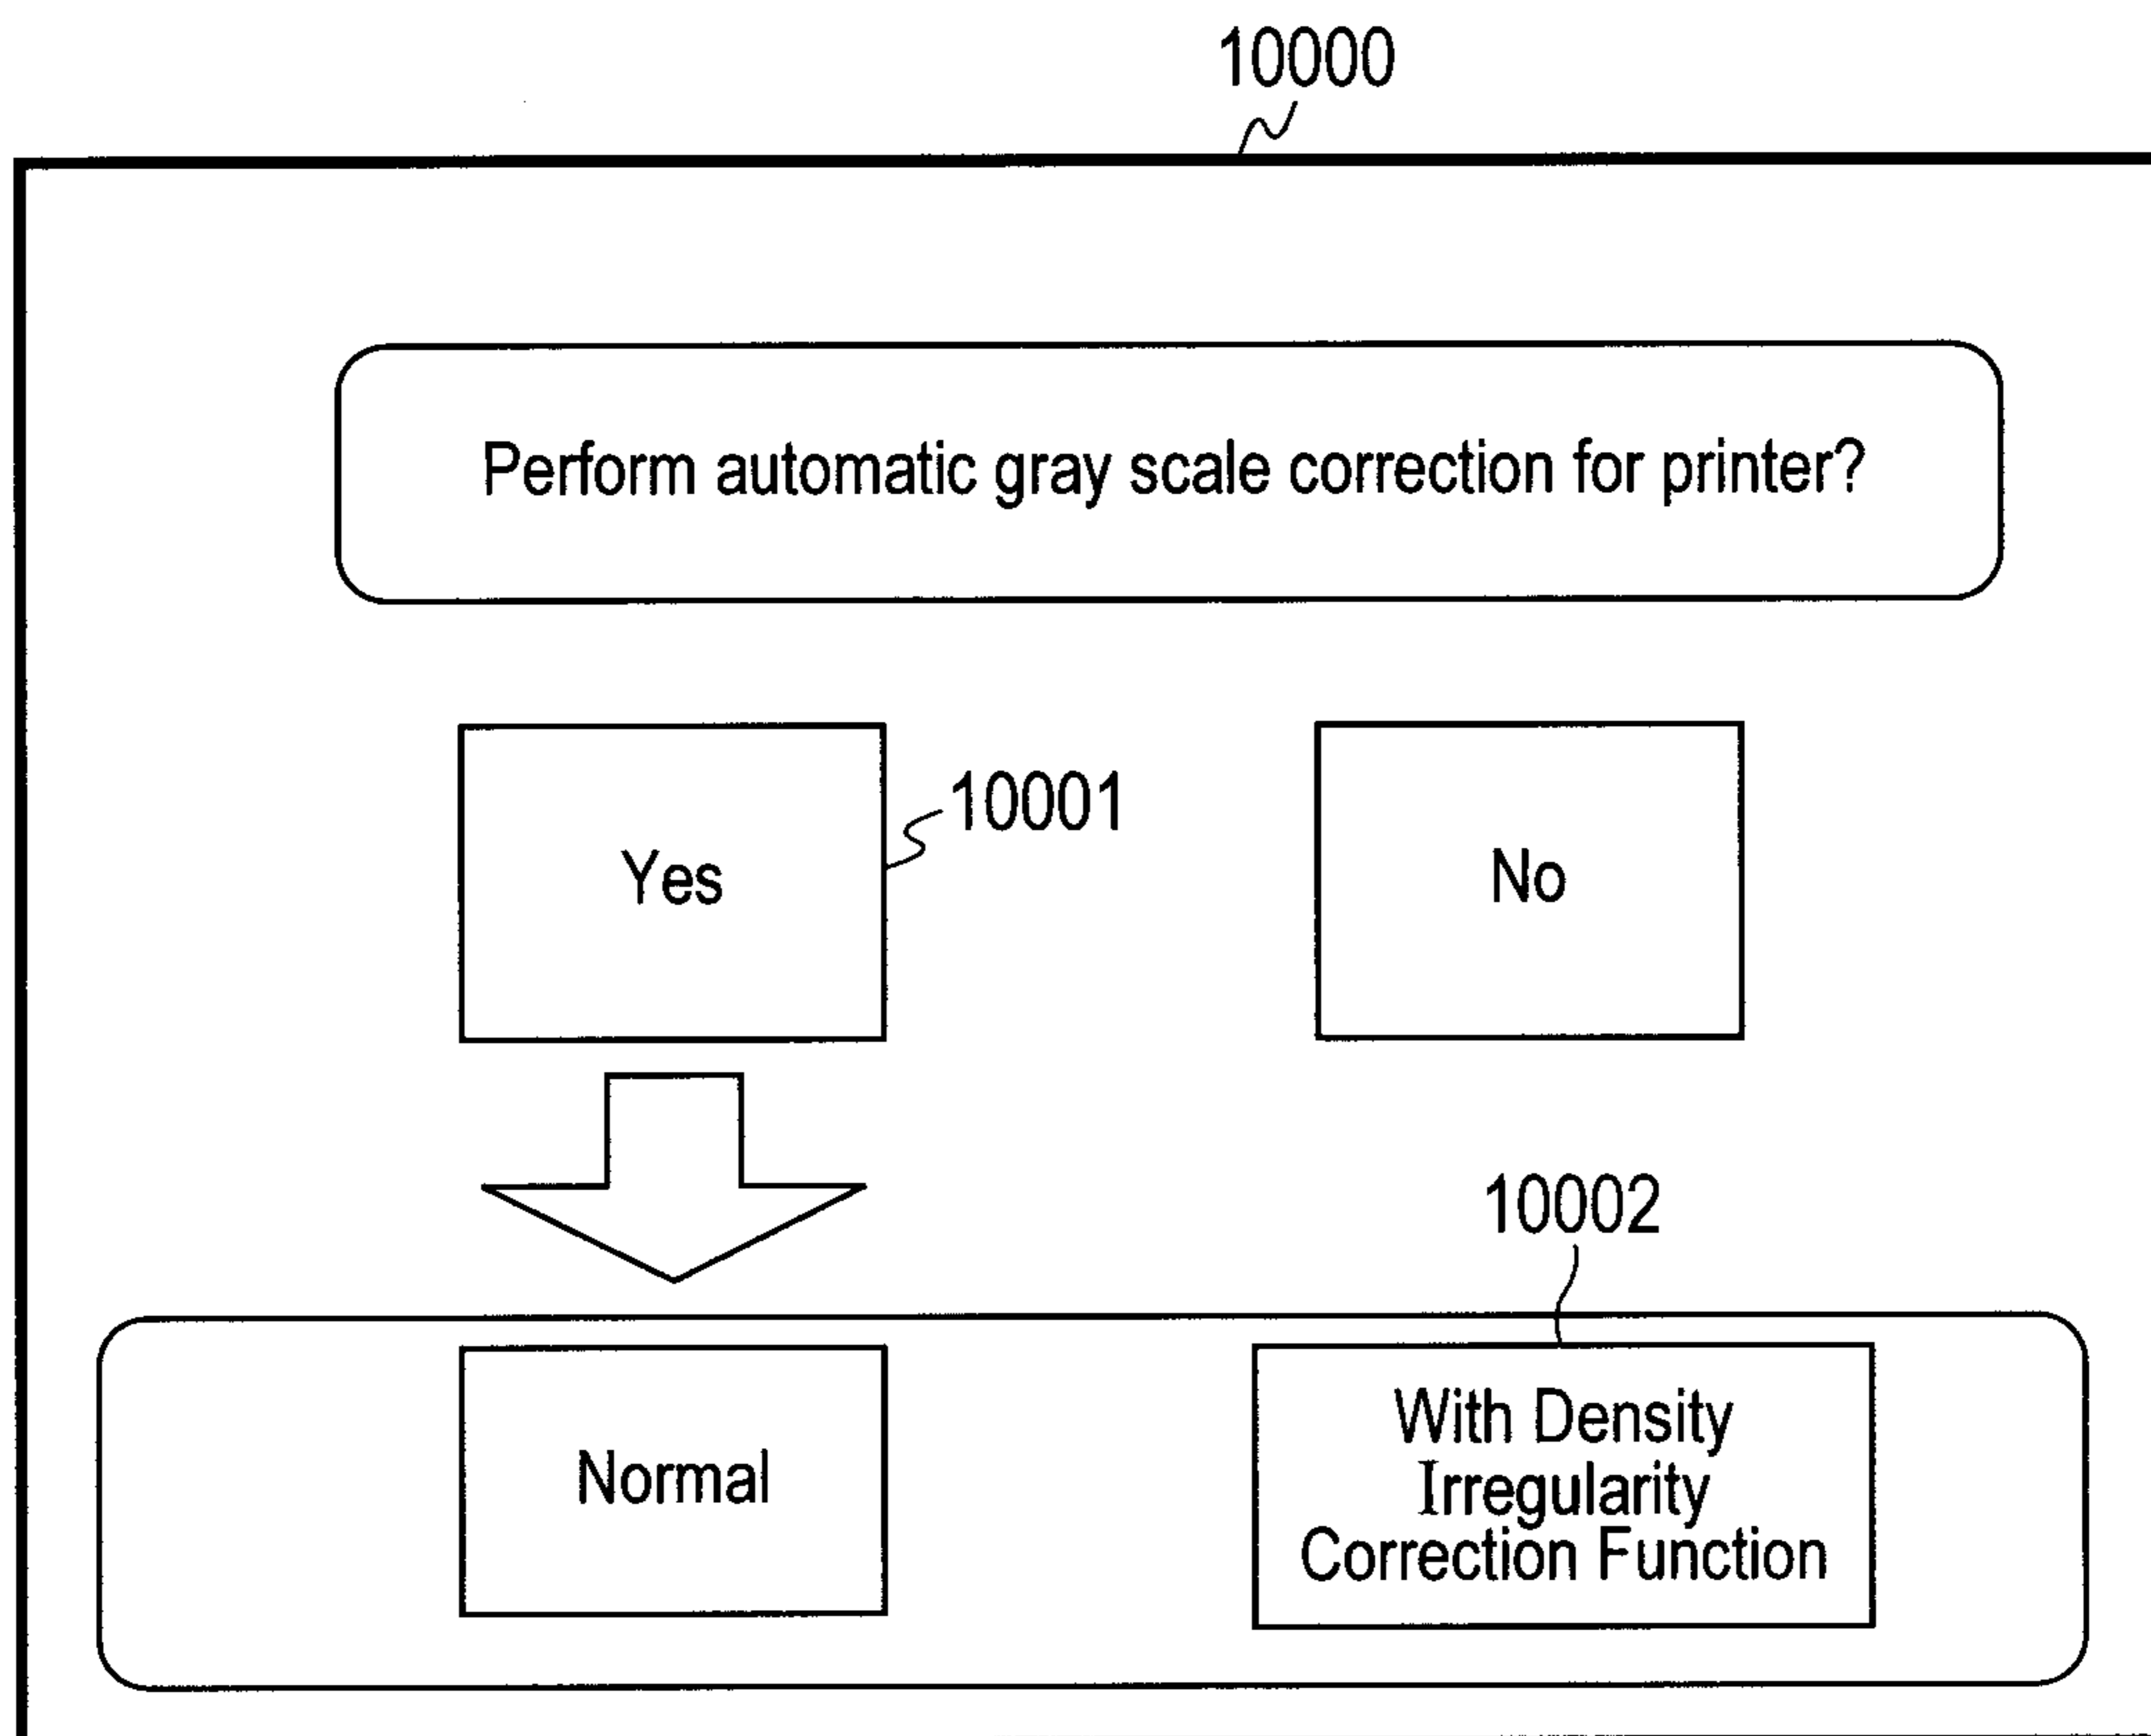 10000
Perform automatic gray scale correction for printer?
Yes
10001
No
10002
Normal
With Density
Irregularity
Correction Function